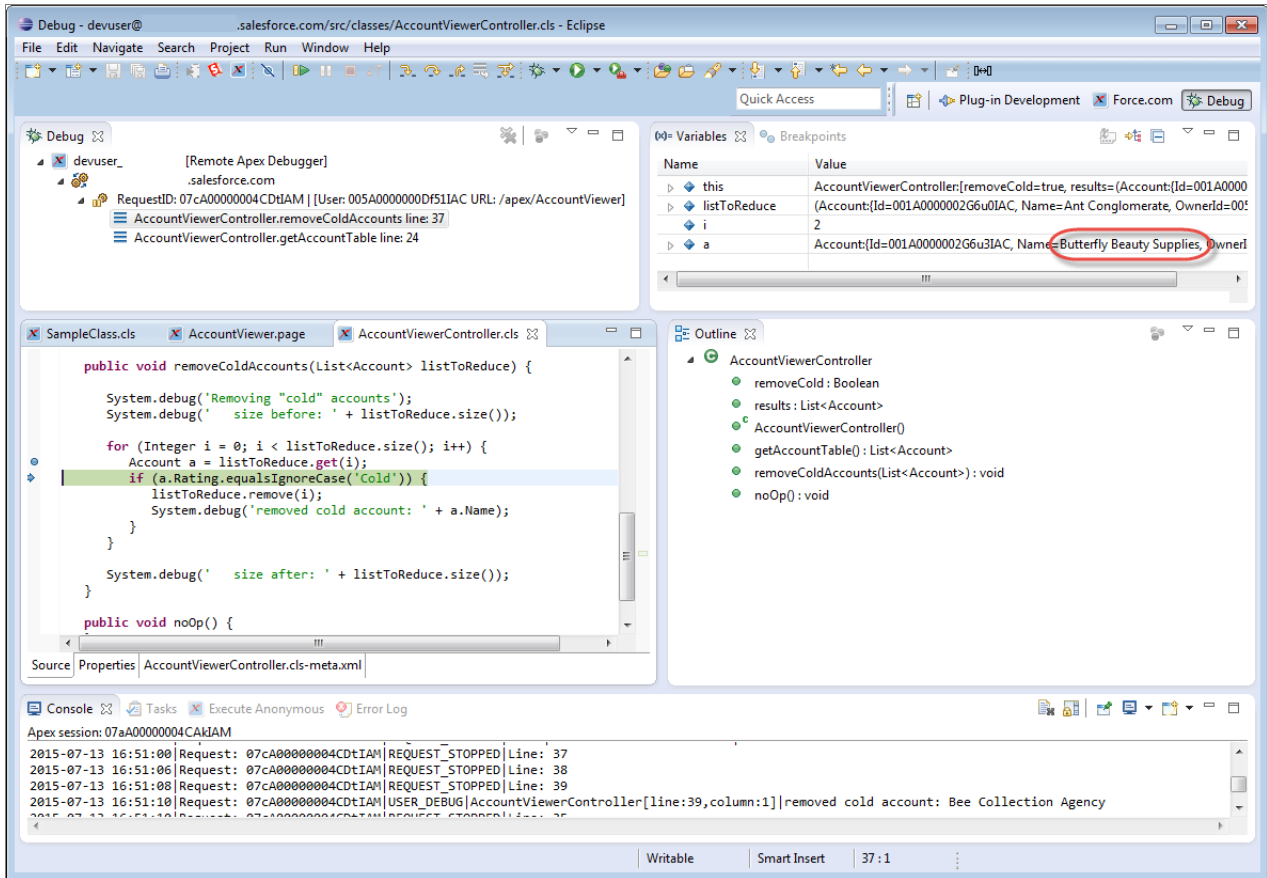 Debug - devuser@ .salesforce.com/src/classes/AccountViewerController.cls - Eclipse
File Edit Navigate Search Project Run Window Help
Quick Access Plug-in Development Force.com Debug
Debug
devuser_ [Remote Apex Debugger]
.salesforce.com
RequestID: 07cA00000004CDtIAM | [User: 005A0000000Df51IAC URL: /apex/AccountViewer]
AccountViewerController.removeColdAccounts line: 37
AccountViewerController.getAccountTable line: 24
(x)= Variables Breakpoints
Name Value
this AccountViewerController:[removeCold=true, results=(Account:{Id=001A0000
listToReduce (Account:{Id=001A0000002G6u0IAC, Name=Ant Conglomerate, OwnerId=005
i 2
a Account:{Id=001A0000002G6u3IAC, Name=Butterfly Beauty Supplies, OwnerI
SampleClass.cls AccountViewer.page AccountViewerController.cls
public void removeColdAccounts(List<Account> listToReduce) {
System.debug('Removing "cold" accounts');
System.debug('   size before: ' + listToReduce.size());
for (Integer i = 0; i < listToReduce.size(); i++) {
Account a = listToReduce.get(i);
if (a.Rating.equalsIgnoreCase('Cold')) {
listToReduce.remove(i);
System.debug('removed cold account: ' + a.Name);
}
}
System.debug('   size after: ' + listToReduce.size());
}
public void noOp() {
Source Properties AccountViewerController.cls-meta.xml
Outline
AccountViewerController
removeCold : Boolean
results : List<Account>
AccountViewerController()
getAccountTable() : List<Account>
removeColdAccounts(List<Account>) : void
noOp() : void
Console Tasks Execute Anonymous Error Log
Apex session: 07aA00000004CAkIAM
2015-07-13 16:51:00|Request: 07cA00000004CDtIAM|REQUEST_STOPPED|Line: 37
2015-07-13 16:51:06|Request: 07cA00000004CDtIAM|REQUEST_STOPPED|Line: 38
2015-07-13 16:51:08|Request: 07cA00000004CDtIAM|REQUEST_STOPPED|Line: 39
2015-07-13 16:51:10|Request: 07cA00000004CDtIAM|USER_DEBUG|AccountViewerController[line:39,column:1]|removed cold account: Bee Collection Agency
Writable Smart Insert 37 : 1